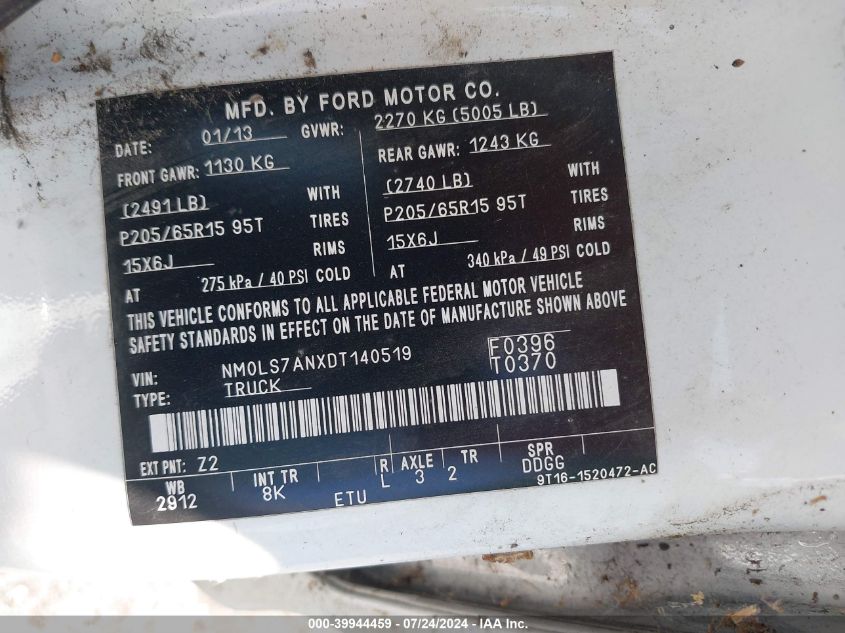 MFD. BY FORD MOTOR CO.
DATE: 01/13 GVWR: 2270 KG (5005 LB)
FRONT GAWR: 1130 KG REAR GAWR: 1243 KG
(2491 LB) WITH (2740 LB) WITH
P205/65R15 95T TIRES P205/65R15 95T TIRES
15X6J RIMS 15X6J RIMS
AT 275 kPa / 40 PSI COLD AT 340 kPa / 49 PSI COLD
THIS VEHICLE CONFORMS TO ALL APPLICABLE FEDERAL MOTOR VEHICLE
SAFETY STANDARDS IN EFFECT ON THE DATE OF MANUFACTURE SHOWN ABOVE
VIN: NM0LS7ANXDT140519 F0396
TYPE: TRUCK T0370
EXT PNT: Z2
WB INT TR R AXLE TR SPR
2912 8K ETU L 3 2 DDGG
9T16-1520472-AC
000-39944459 - 07/24/2024 - IAA Inc.